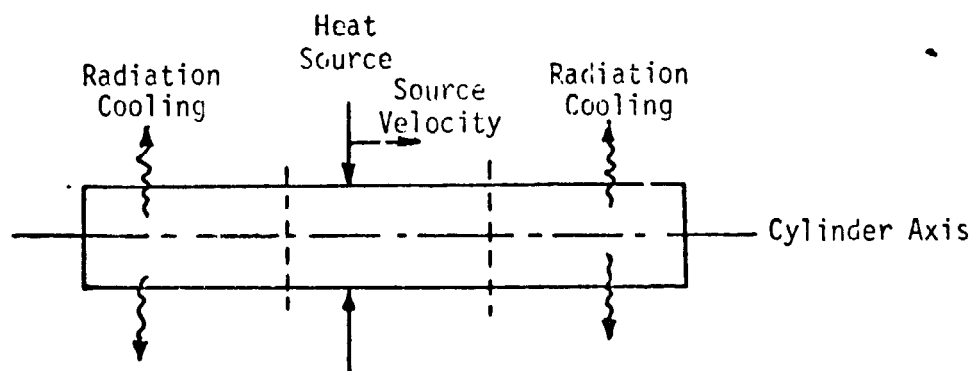 Heat
Source
Radiation
Cooling
Source
Velocity
Radiation
Cooling
Cylinder Axis